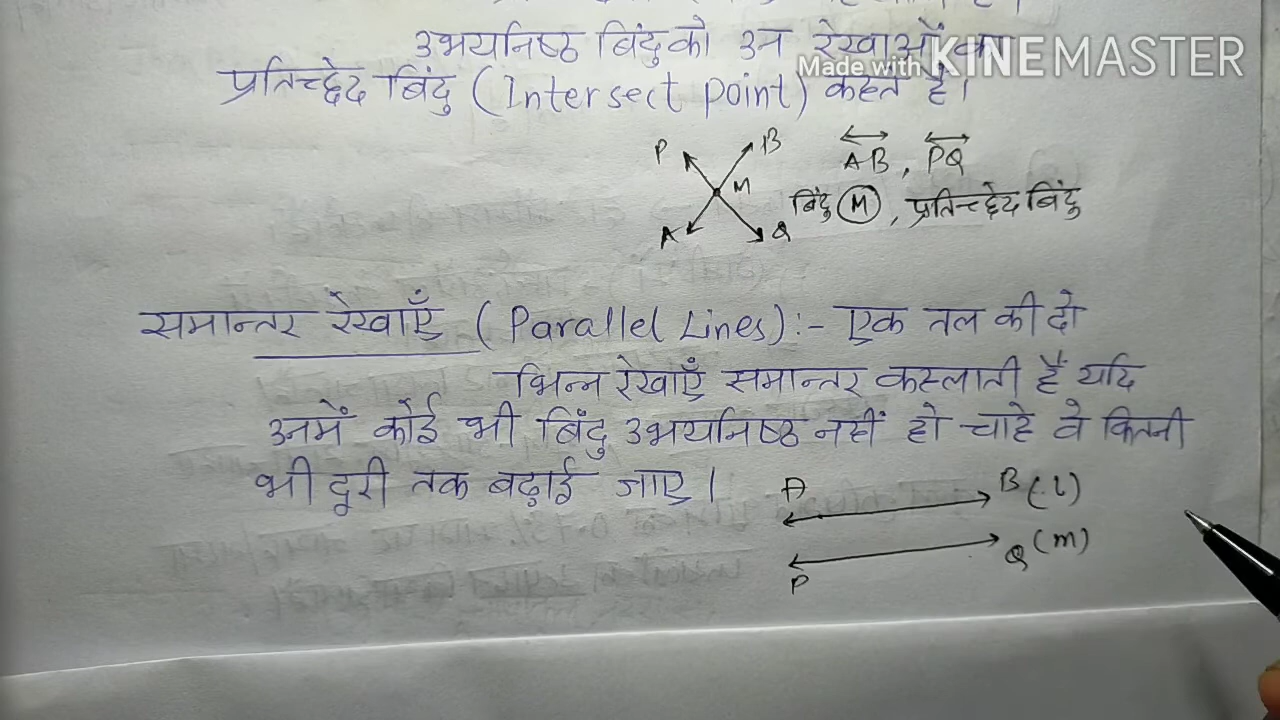 है।
उभयनिष्ठ बिंदु को उन रेखाओं का
Made with KINEMASTER
प्रतिच्छेद बिंदु (Intersect point) कहते है।
P B AB, PQ
M बिंदु M, प्रतिच्छेद बिंदु
A Q
समान्तर रेखाएँ (Parallel Lines):- एक तल की दो
भिन्न रेखाएँ समान्तर कहलाती हैं यदि
उनमें कोई भी बिंदु उभयनिष्ठ नहीं हो चाहे वे कितनी
भी दूरी तक बढ़ाई जाए।
A B (l)
P Q (m)